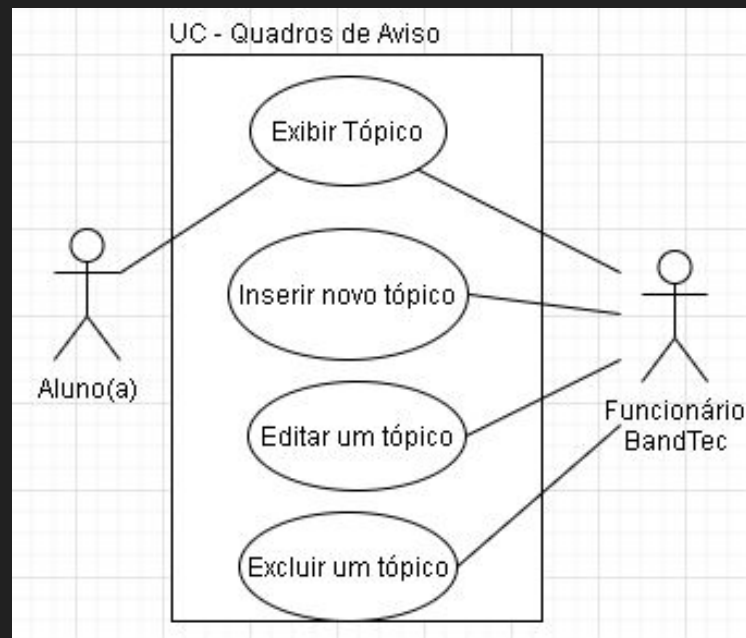 UC - Quadros de Aviso
Exibir Tópico
Inserir novo tópico
Aluno(a)
Editar um tópico
Funcionário
BandTec
Excluir um tópico